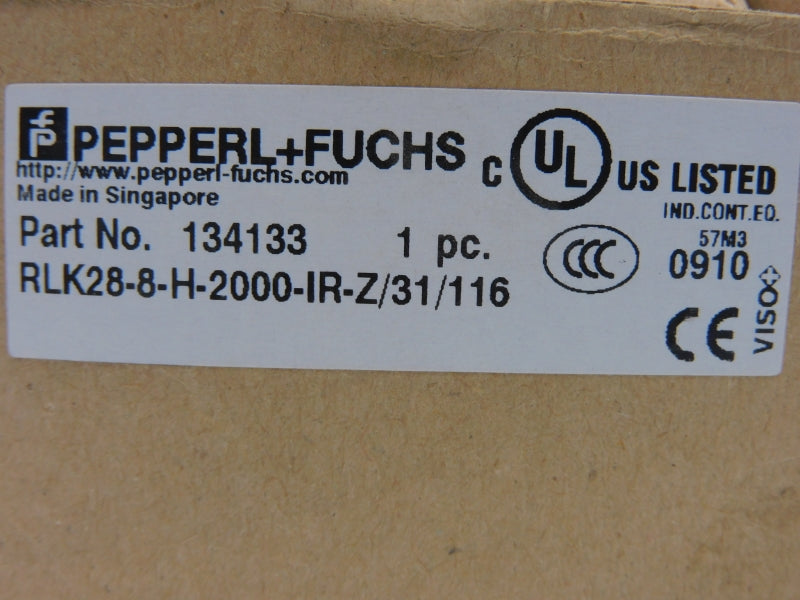 PEPPERL+FUCHS
http://www.pepperl-fuchs.com
Made in Singapore
Part No. 134133 1 pc.
RLK28-8-H-2000-IR-Z/31/116
C UL US LISTED
IND.CONT.EQ.
57M3
CCC 0910
CE
VISO